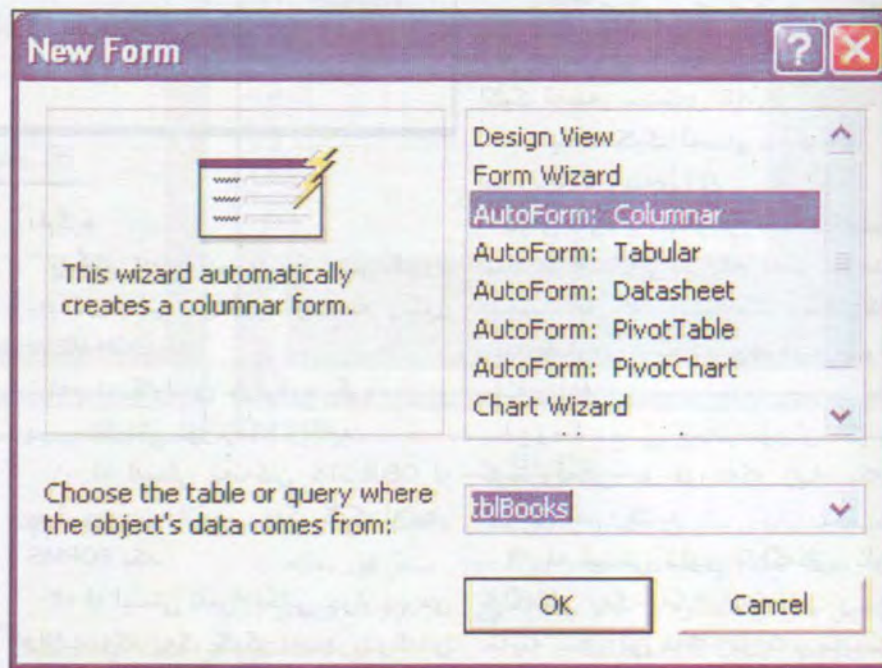 New Form
This wizard automatically
creates a columnar form.
Design View
Form Wizard
AutoForm: Columnar
AutoForm: Tabular
AutoForm: Datasheet
AutoForm: PivotTable
AutoForm: PivotChart
Chart Wizard
Choose the table or query where
the object's data comes from:
tblBooks
OK
Cancel